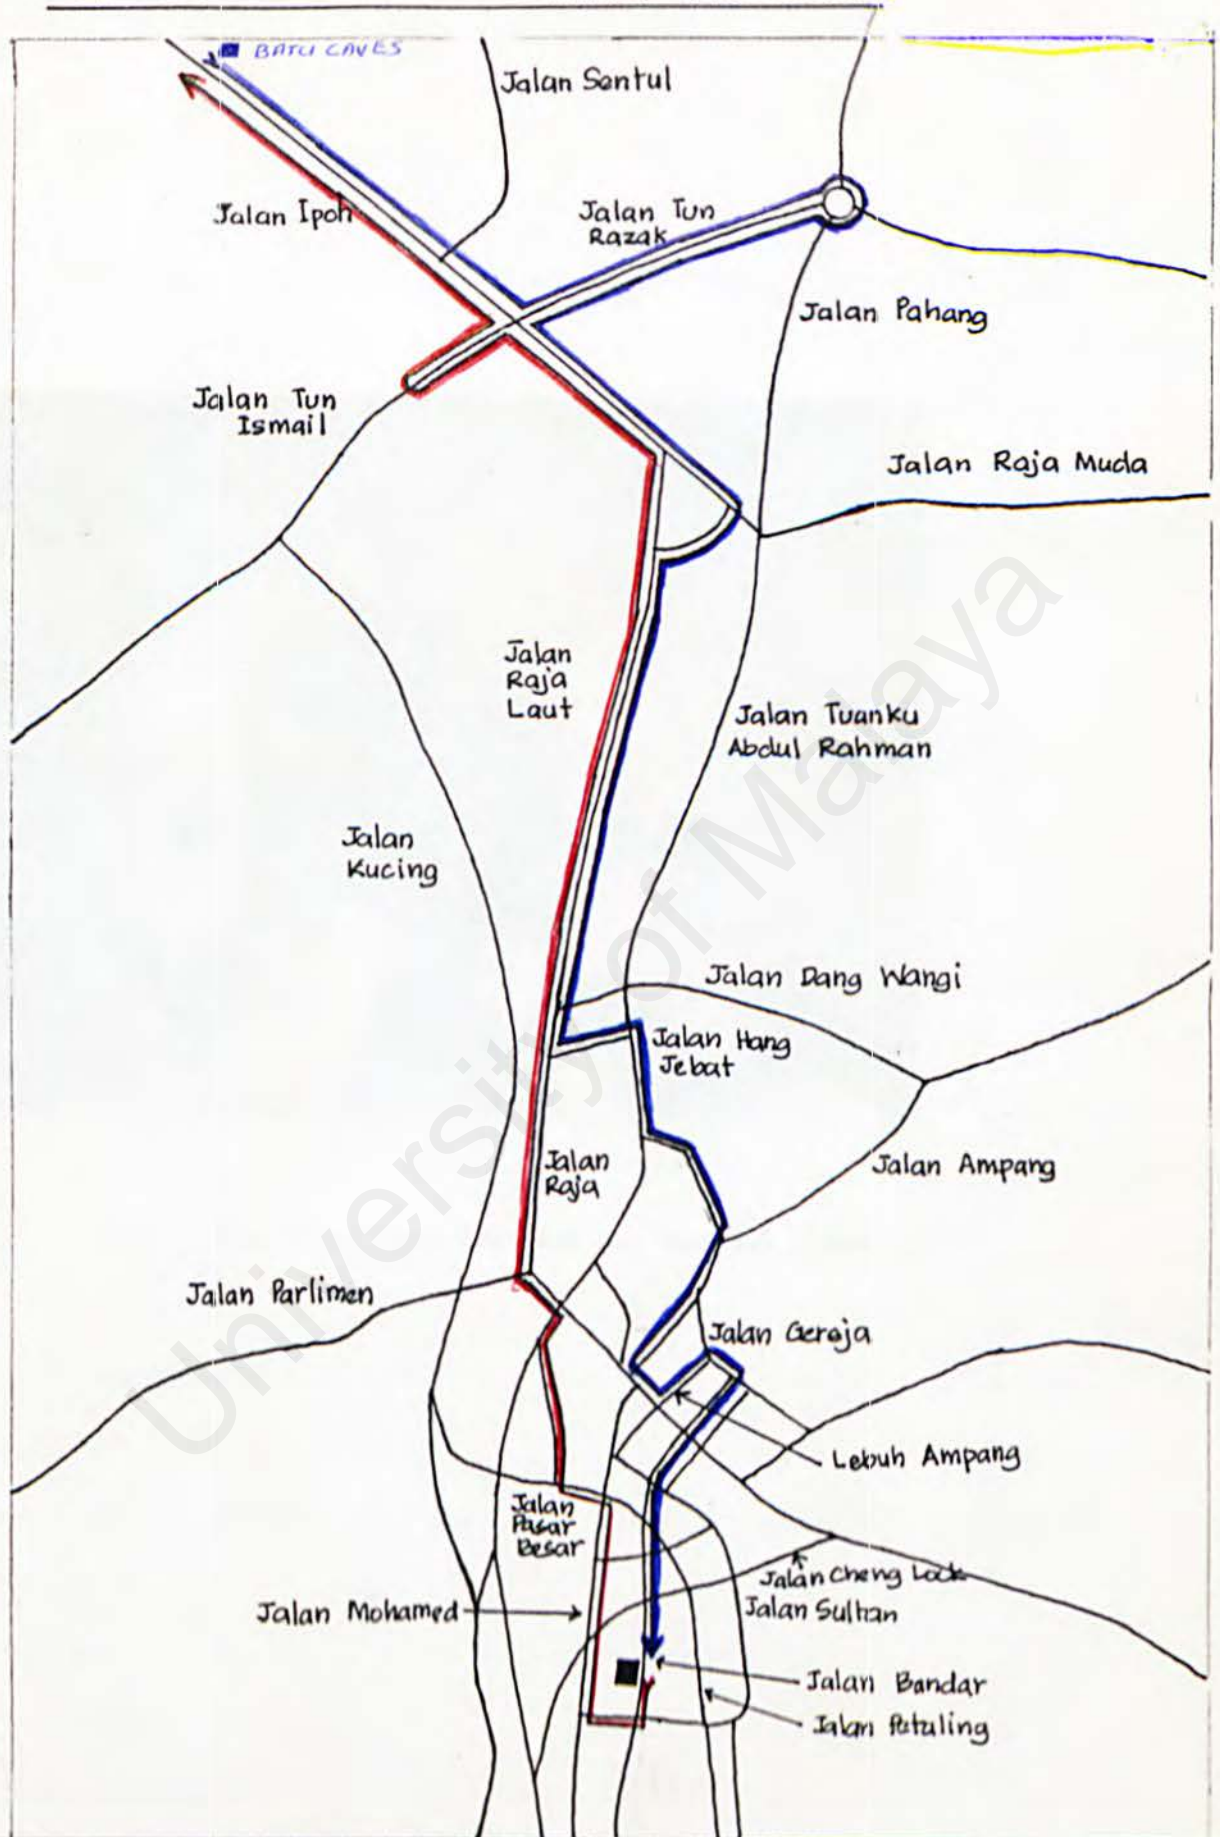 BATU CAVES
Jalan Sentul
Jalan Ipoh
Jalan Tun
Razak
Jalan Pahang
Jalan Tun
Ismail
Jalan Raja Muda
Jalan
Raja
Laut
Jalan Tuanku
Abdul Rahman
Jalan
Kucing
Jalan Dang Wangi
Jalan Hang
Jebat
Jalan
Raja
Jalan Ampang
Jalan Parlimen
Jalan Gereja
Lebuh Ampang
Jalan
Pasar
Besar
Jalan Cheng Lock
Jalan Mohamed
Jalan Sultan
Jalan Bandar
Jalan Petaling
University of Malaya